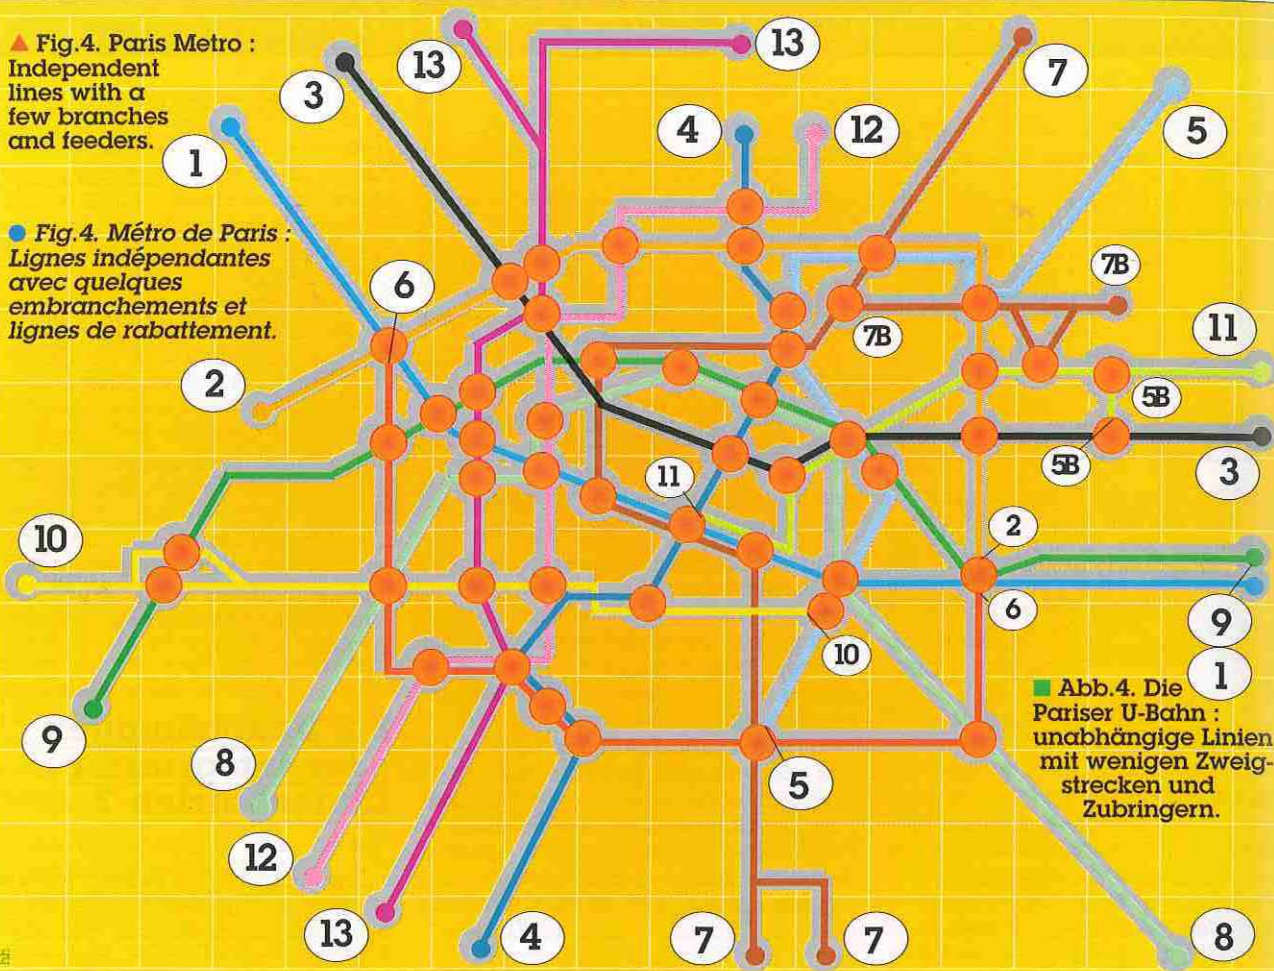 ▲ Fig.4. Paris Metro :
Independent
lines with a
few branches
and feeders.
● Fig.4. Métro de Paris :
Lignes indépendantes
avec quelques
embranchements et
lignes de rabattement.
13
13
3
7
4
12
5
1
6
7B
7B
11
2
5B
5B
3
11
10
2
6
9
1
10
9
8
5
12
13
4
7
7
8
■ Abb.4. Die
Pariser U-Bahn :
unabhängige Linien
mit wenigen Zweig-
strecken und
Zubringern.